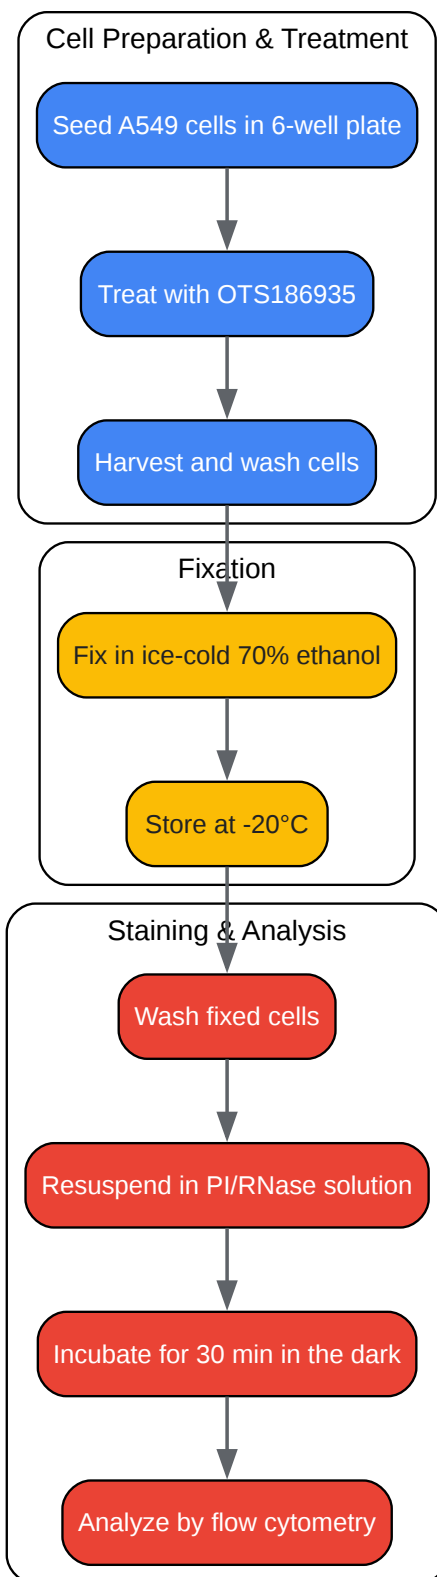 Cell Preparation & Treatment
Seed A549 cells in 6-well plate
Treat with OTS186935
Harvest and wash cells
Fixation
Fix in ice-cold 70% ethanol
Store at -20°C
Staining & Analysis
Wash fixed cells
Resuspend in PI/RNase solution
Incubate for 30 min in the dark
Analyze by flow cytometry